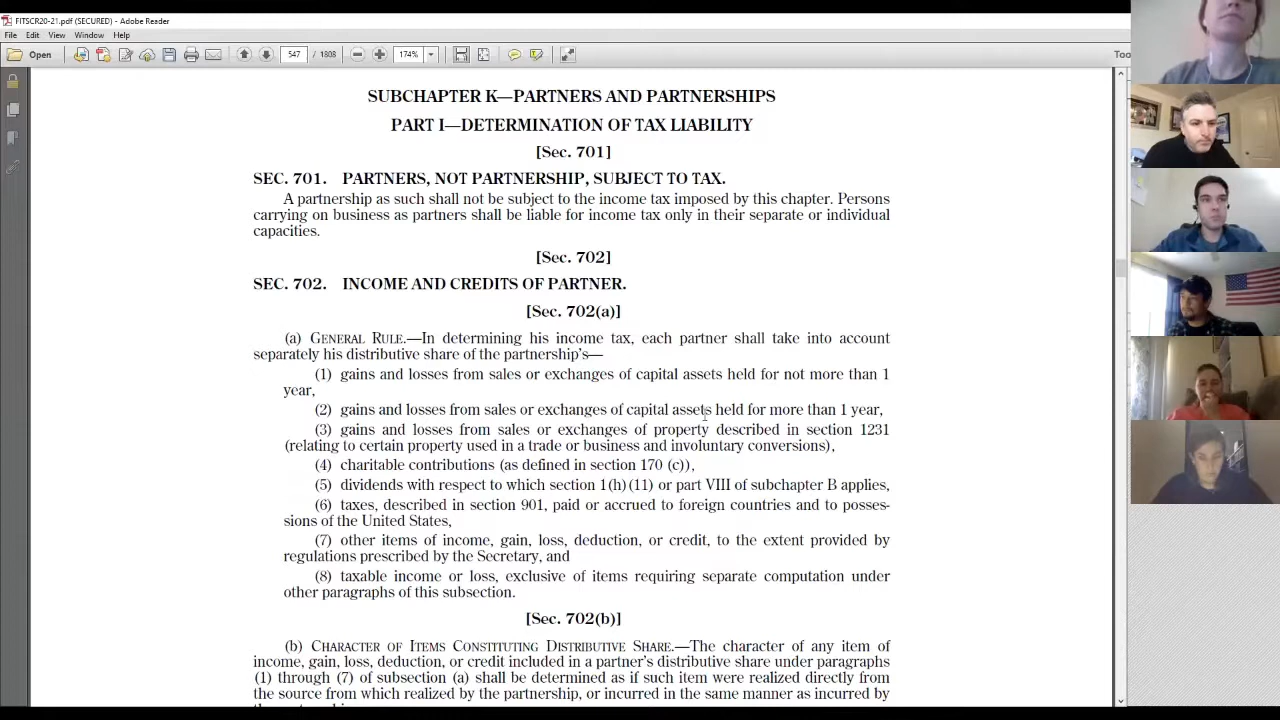 FITSCR20-21.pdf (SECURED) - Adobe Reader
File Edit View Window Help
Open 547 / 1808 174% Too
SUBCHAPTER K—PARTNERS AND PARTNERSHIPS
PART I—DETERMINATION OF TAX LIABILITY
[Sec. 701]
SEC. 701. PARTNERS, NOT PARTNERSHIP, SUBJECT TO TAX.
A partnership as such shall not be subject to the income tax imposed by this chapter. Persons
carrying on business as partners shall be liable for income tax only in their separate or individual
capacities.
[Sec. 702]
SEC. 702. INCOME AND CREDITS OF PARTNER.
[Sec. 702(a)]
(a) GENERAL RULE.—In determining his income tax, each partner shall take into account
separately his distributive share of the partnership's—
(1) gains and losses from sales or exchanges of capital assets held for not more than 1
year,
(2) gains and losses from sales or exchanges of capital assets held for more than 1 year,
(3) gains and losses from sales or exchanges of property described in section 1231
(relating to certain property used in a trade or business and involuntary conversions),
(4) charitable contributions (as defined in section 170 (c)),
(5) dividends with respect to which section 1(h)(11) or part VIII of subchapter B applies,
(6) taxes, described in section 901, paid or accrued to foreign countries and to posses-
sions of the United States,
(7) other items of income, gain, loss, deduction, or credit, to the extent provided by
regulations prescribed by the Secretary, and
(8) taxable income or loss, exclusive of items requiring separate computation under
other paragraphs of this subsection.
[Sec. 702(b)]
(b) CHARACTER OF ITEMS CONSTITUTING DISTRIBUTIVE SHARE.—The character of any item of
income, gain, loss, deduction, or credit included in a partner's distributive share under paragraphs
(1) through (7) of subsection (a) shall be determined as if such item were realized directly from
the source from which realized by the partnership, or incurred in the same manner as incurred by